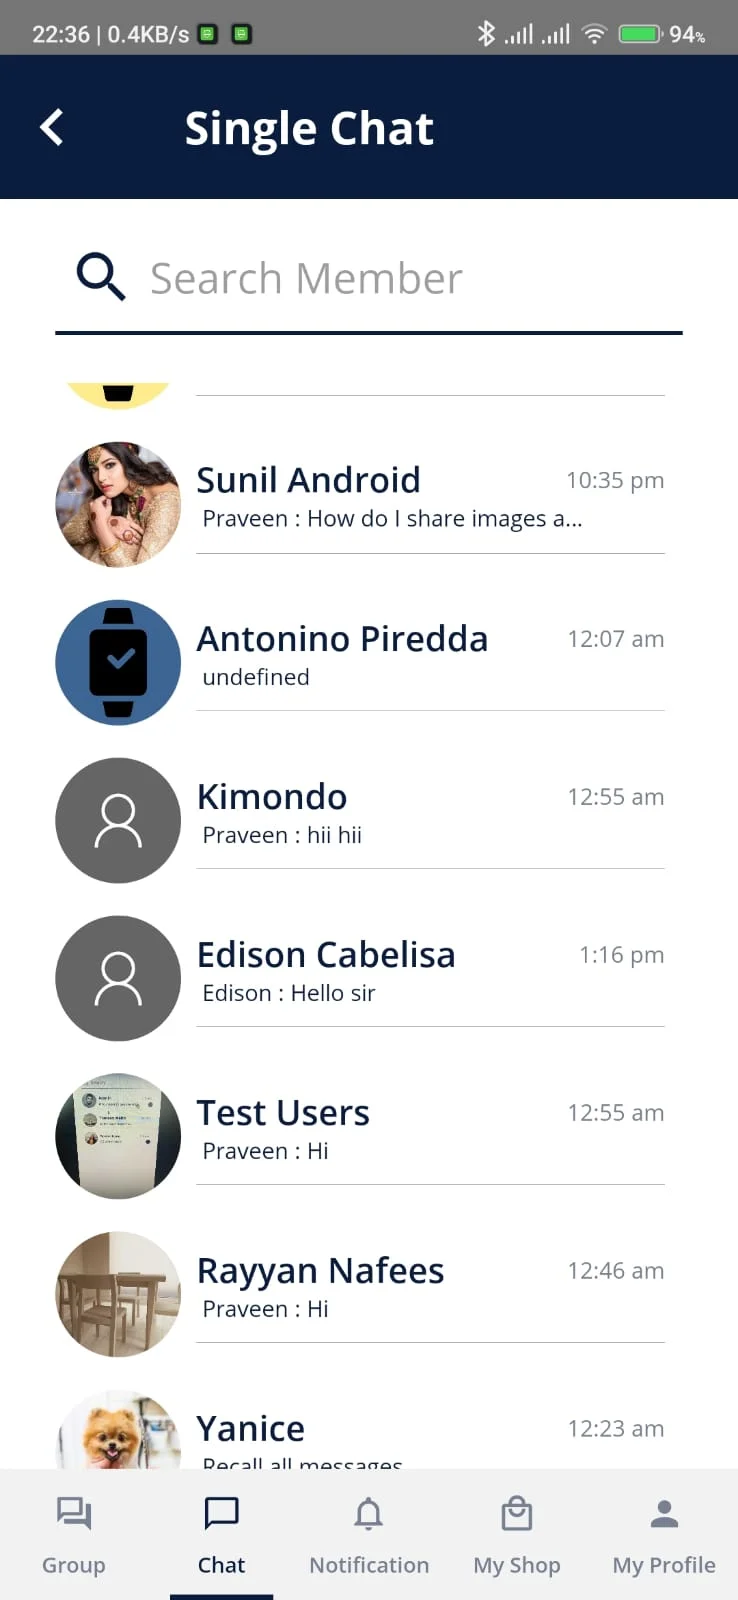 22:36 | 0.4KB/s 94%
Single Chat
Search Member
Sunil Android 10:35 pm
Praveen : How do I share images a...
Antonino Piredda 12:07 am
undefined
Kimondo 12:55 am
Praveen : hii hii
Edison Cabelisa 1:16 pm
Edison : Hello sir
Test Users 12:55 am
Praveen : Hi
Rayyan Nafees 12:46 am
Praveen : Hi
Yanice 12:23 am
Recall all messages
Group Chat Notification My Shop My Profile